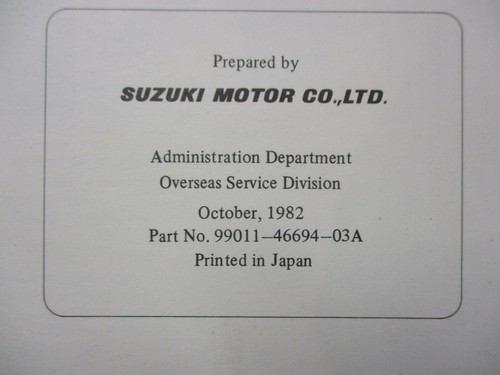 Prepared by
SUZUKI MOTOR CO.,LTD.
Administration Department
Overseas Service Division
October, 1982
Part No. 99011—46694—03A
Printed in Japan